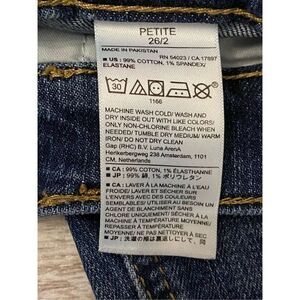 PETITE
26/2
MADE IN PAKISTAN
RN 54023 / CA 17897
■ US : 99% COTTON, 1% SPANDEX/
ELASTANE
30
1166
MACHINE WASH COLD/ WASH AND
DRY INSIDE OUT WITH LIKE COLORS/
ONLY NON-CHLORINE BLEACH WHEN
NEEDED/ TUMBLE DRY MEDIUM/ WARM
IRON/ DO NOT DRY CLEAN
Gap (RHC) B.V. Luna ArenA
Herikerbergweg 238 Amsterdam, 1101
CM, Netherlands
■ CA : 99% COTON, 1% ÉLASTHANNE
■ JP : 99% 綿, 1% ポリウレタン
■ CA : LAVER À LA MACHINE À L'EAU
FROIDE/ LAVER ET SÉCHER SUR
L'ENVERS AVEC DES COULEURS
SEMBLABLES/ UTILISER AU BESOIN UN
AGENT DE BLANCHIMENT SANS
CHLORE UNIQUEMENT/ SÉCHER À LA
MACHINE À TEMPÉRATURE MOYENNE/
REPASSER À TEMPÉRATURE
MOYENNE/ NE PAS NETTOYER À SEC
■ JP : 洗濯の際は裏返しにして、同